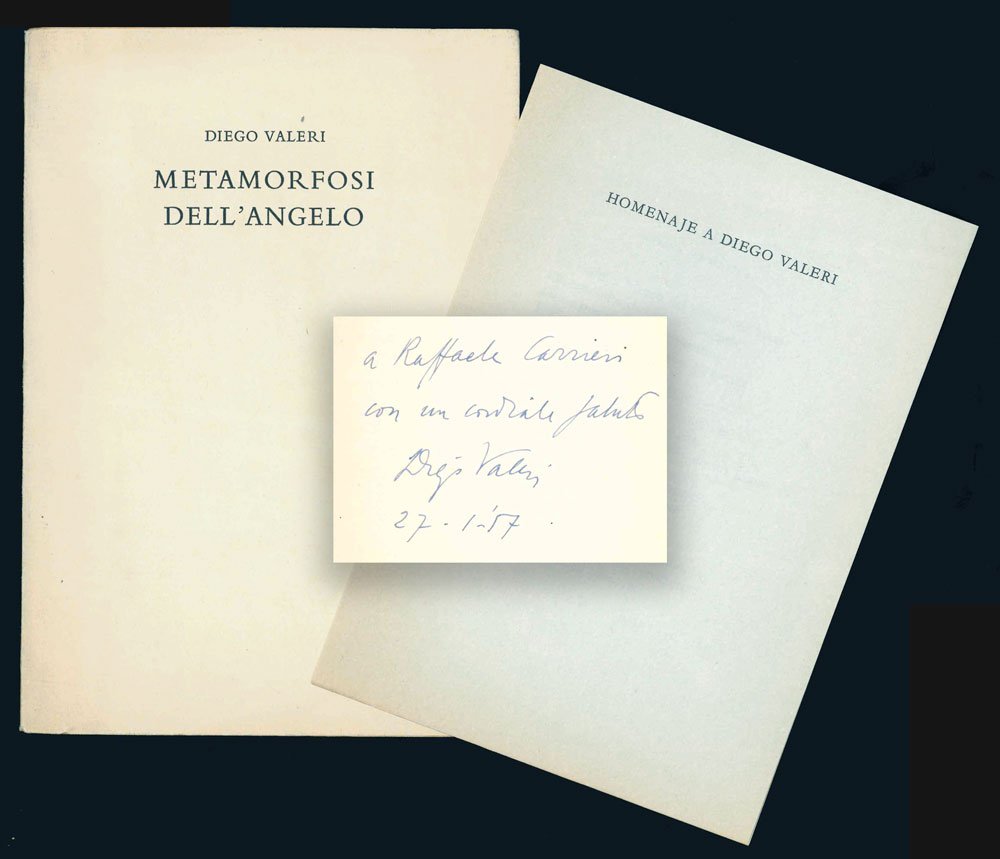 DIEGO VALERI
METAMORFOSI
DELL'ANGELO
HOMENAJE A DIEGO VALERI
a Raffaele Carrieri
con un cordiale saluto
Diego Valeri
27-1-'57